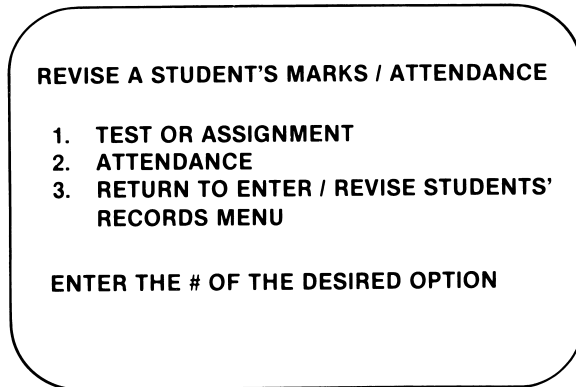 REVISE A STUDENT'S MARKS / ATTENDANCE
1. TEST OR ASSIGNMENT
2. ATTENDANCE
3. RETURN TO ENTER / REVISE STUDENTS'
RECORDS MENU
ENTER THE # OF THE DESIRED OPTION